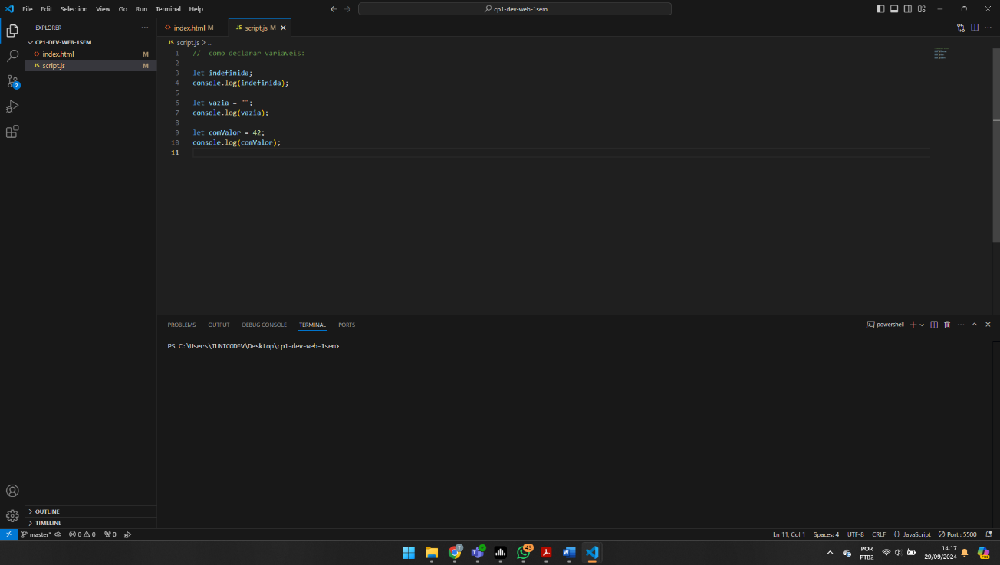 File Edit Selection View Go Run Terminal Help
cp1-dev-web-1sem
EXPLORER
CP1-DEV-WEB-1SEM
index.html M
script.js M
OUTLINE
TIMELINE
index.html M
script.js M
script.js > ...
1 //  como declarar variaveis:
2
3 let indefinida;
4 console.log(indefinida);
5
6 let vazia = "";
7 console.log(vazia);
8
9 let comValor = 42;
10 console.log(comValor);
11
PROBLEMS OUTPUT DEBUG CONSOLE TERMINAL PORTS
powershell
PS C:\Users\TUNICODEV\Desktop\cp1-dev-web-1sem>
2
master* 0 0 0
Ln 11, Col 1 Spaces: 4 UTF-8 CRLF {} JavaScript Port : 5500
43
POR
PTB2
14:17
29/09/2024